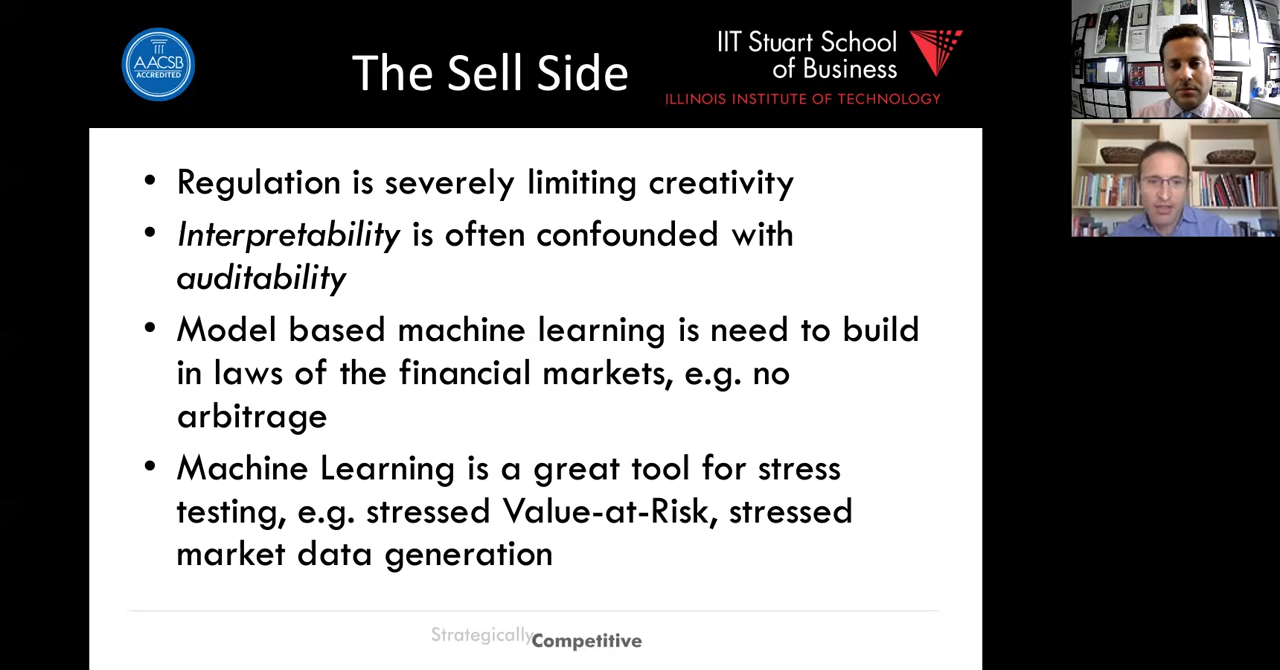 AACSB
ACCREDITED
The Sell Side
IIT Stuart School
of Business
ILLINOIS INSTITUTE OF TECHNOLOGY
• Regulation is severely limiting creativity
• Interpretability is often confounded with
auditability
• Model based machine learning is need to build
in laws of the financial markets, e.g. no
arbitrage
• Machine Learning is a great tool for stress
testing, e.g. stressed Value-at-Risk, stressed
market data generation
StrategicallyCompetitive